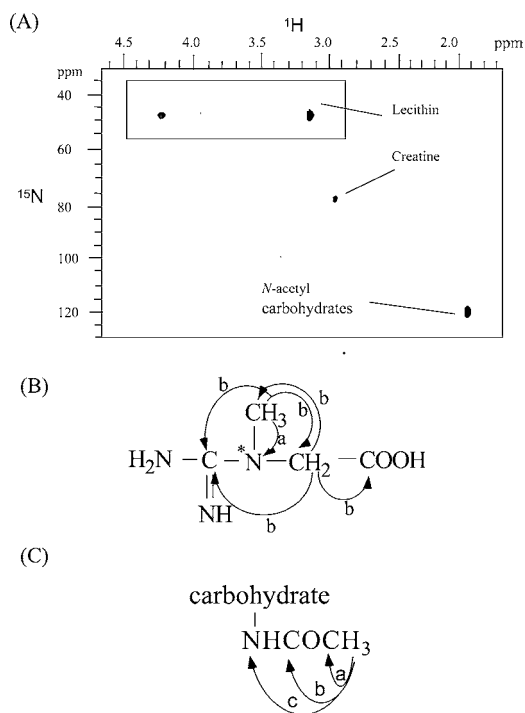 (A)
¹H
4.5 4.0 3.5 3.0 2.5 2.0 ppm
ppm
40
Lecithin
60
Creatine
¹⁵N
80
100
N-acetyl
carbohydrates
120
(B)
b b
CH₃ b
a
H₂N C * N CH₂ COOH
NH b b
(C)
carbohydrate
NHCOCH₃
a
b
c